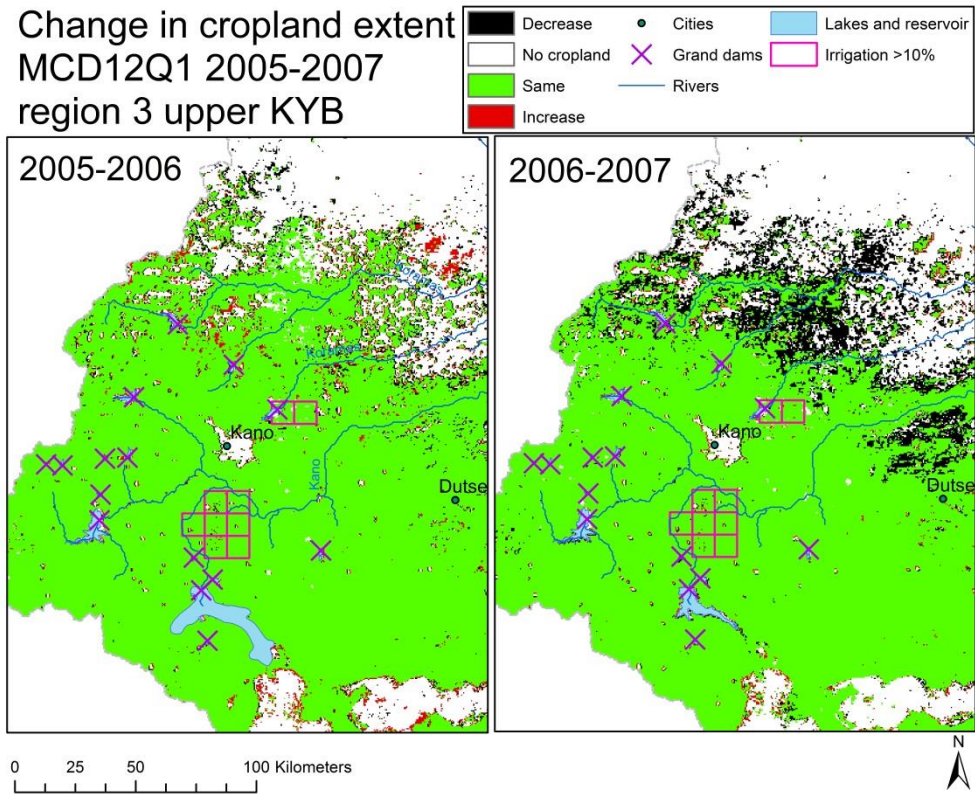 Change in cropland extent
MCD12Q1 2005-2007
region 3 upper KYB
Decrease
No cropland
Same
Increase
Cities
Grand dams
Rivers
Lakes and reservoir
Irrigation >10%
2005-2006
Kano
Kano
Dutse
2006-2007
Kano
Dutse
0 25 50 100 Kilometers
N